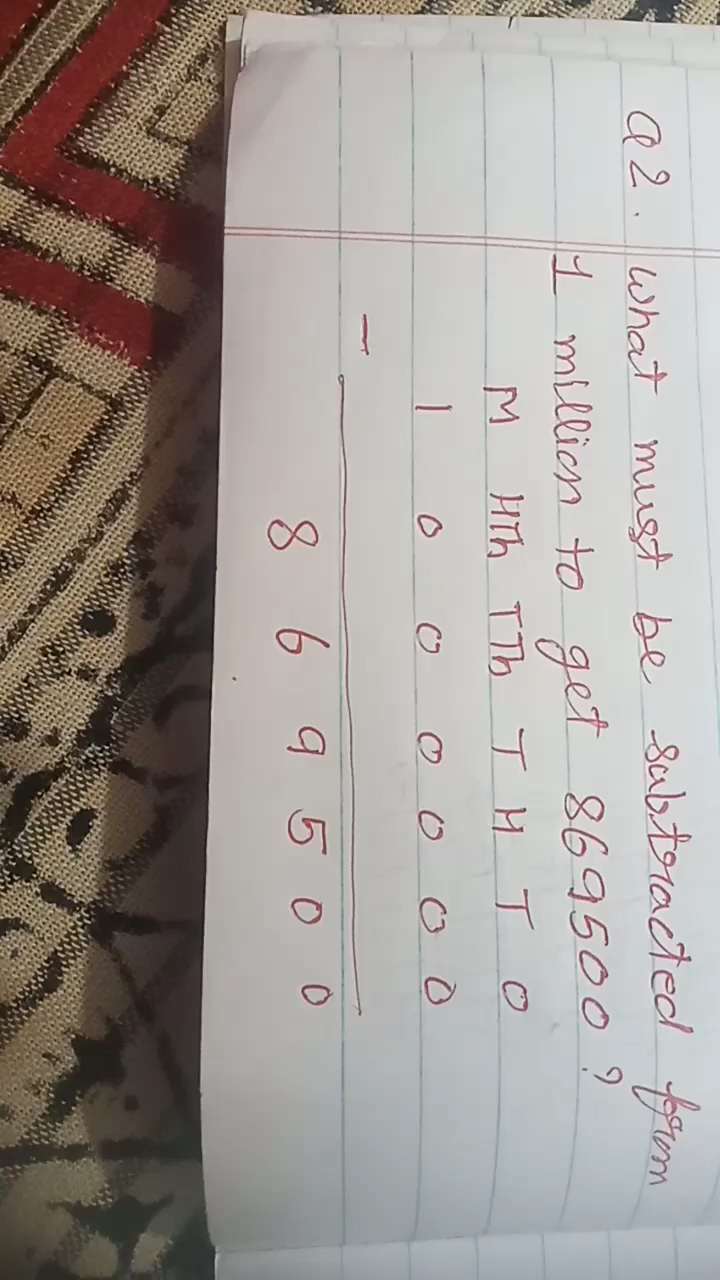 Q2. What must be subtracted form
1 million to get 869500?
M HTh TTh T H T O
1 0 0 0 0 0 0
-
8 6 9 5 0 0